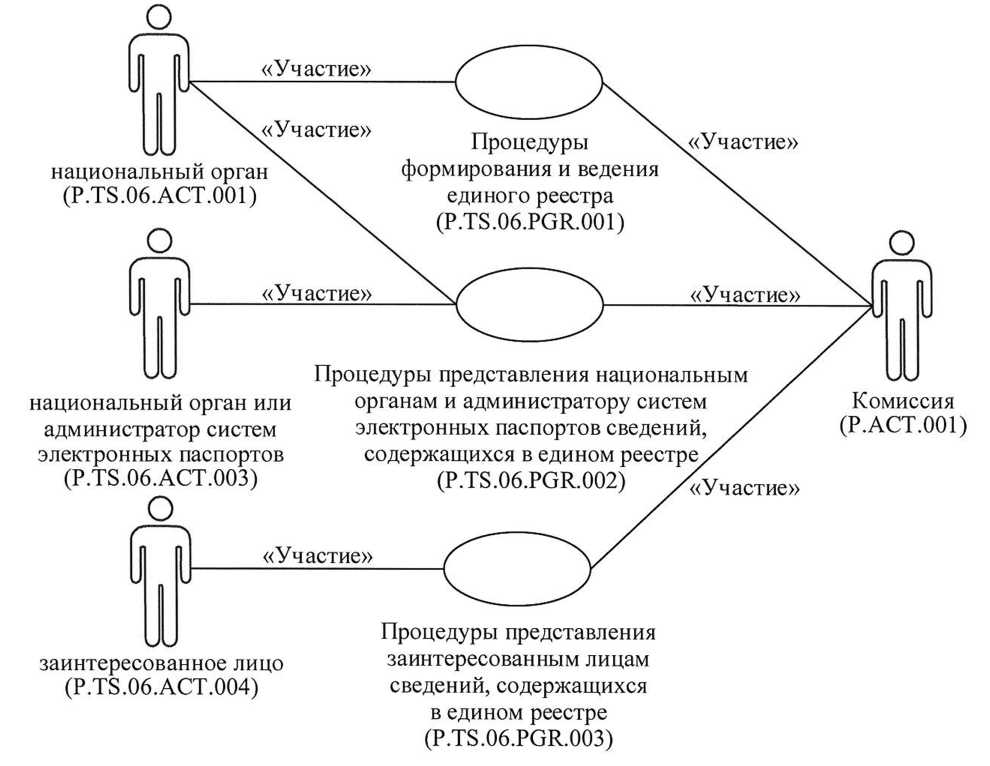 «Участие»
«Участие»
национальный орган
(P.TS.06.ACT.001)
Процедуры
формирования и ведения
единого реестра
(P.TS.06.PGR.001)
«Участие»
«Участие»
«Участие»
национальный орган или
администратор систем
электронных паспортов
(P.TS.06.ACT.003)
Процедуры представления национальным
органам и администратору систем
электронных паспортов сведений,
содержащихся в едином реестре
(P.TS.06.PGR.002)
Комиссия
(P.ACT.001)
«Участие»
«Участие»
заинтересованное лицо
(P.TS.06.ACT.004)
Процедуры представления
заинтересованным лицам
сведений, содержащихся
в едином реестре
(P.TS.06.PGR.003)